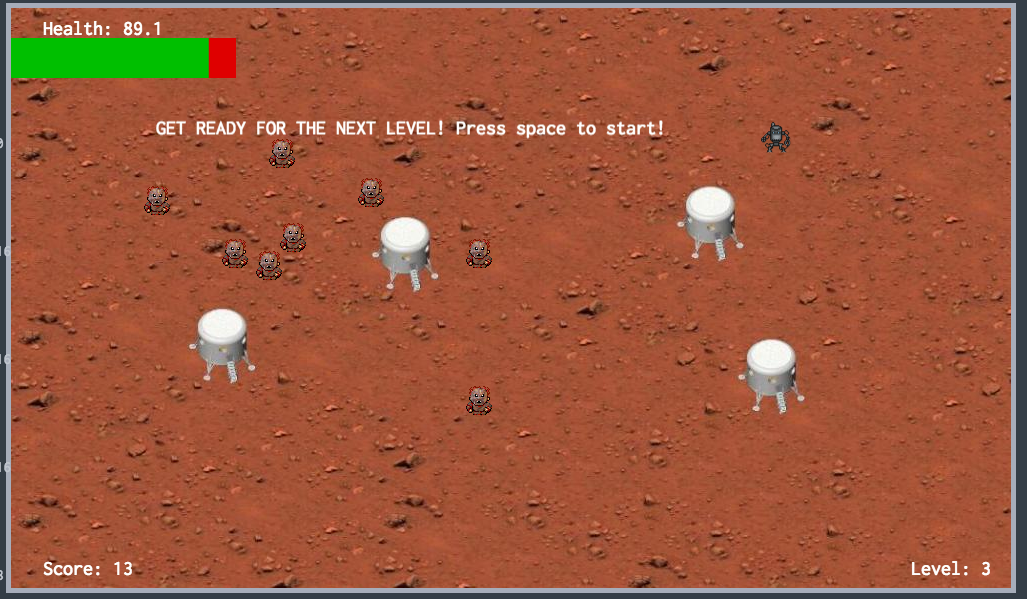 Health: 89.1
GET READY FOR THE NEXT LEVEL! Press space to start!
Score: 13
Level: 3